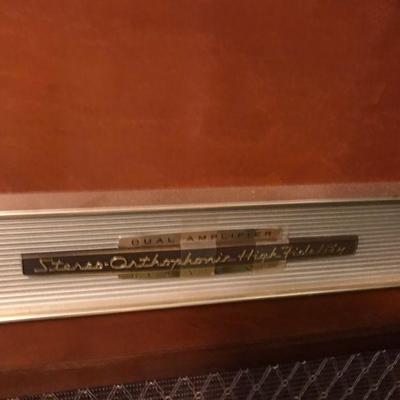 DUAL AMPLIFIER
Stereo-Orthophonic High Fidelity